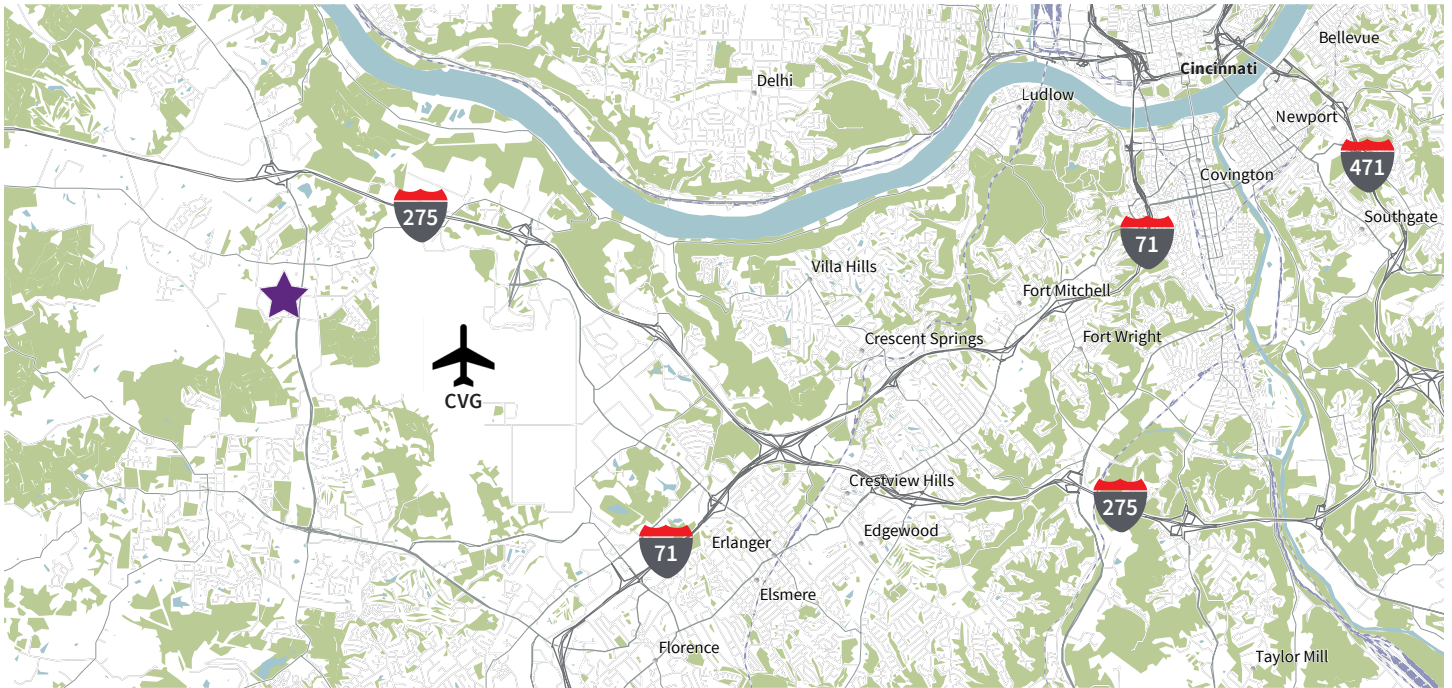 Bellevue
Cincinnati
Delhi
Ludlow
Newport
471
Covington
275
Southgate
71
Villa Hills
Fort Mitchell
Crescent Springs
Fort Wright
CVG
Crestview Hills
275
Edgewood
71
Erlanger
Elsmere
Florence
Taylor Mill